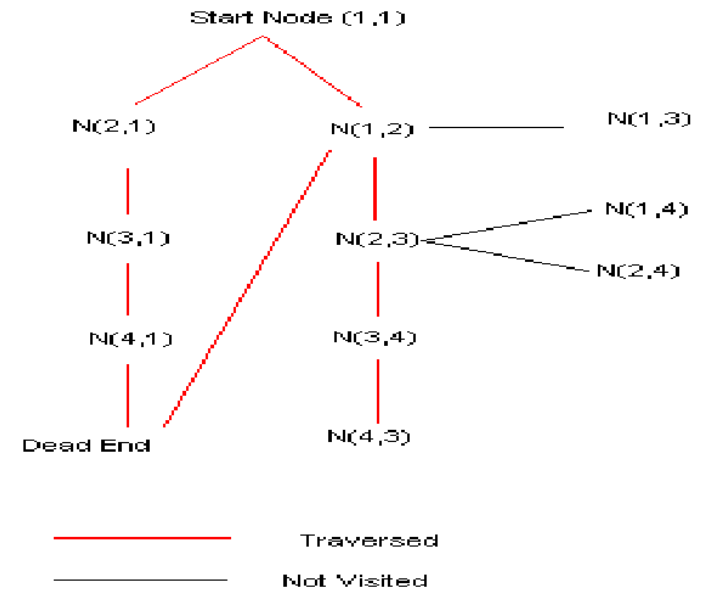 Start Node (1,1)
N(2,1)
N(1,2)
N(1,3)
N(3,1)
N(2,3)
N(1,4)
N(2,4)
N(4,1)
N(3,4)
Dead End
N(4,3)
Traversed
Not Visited